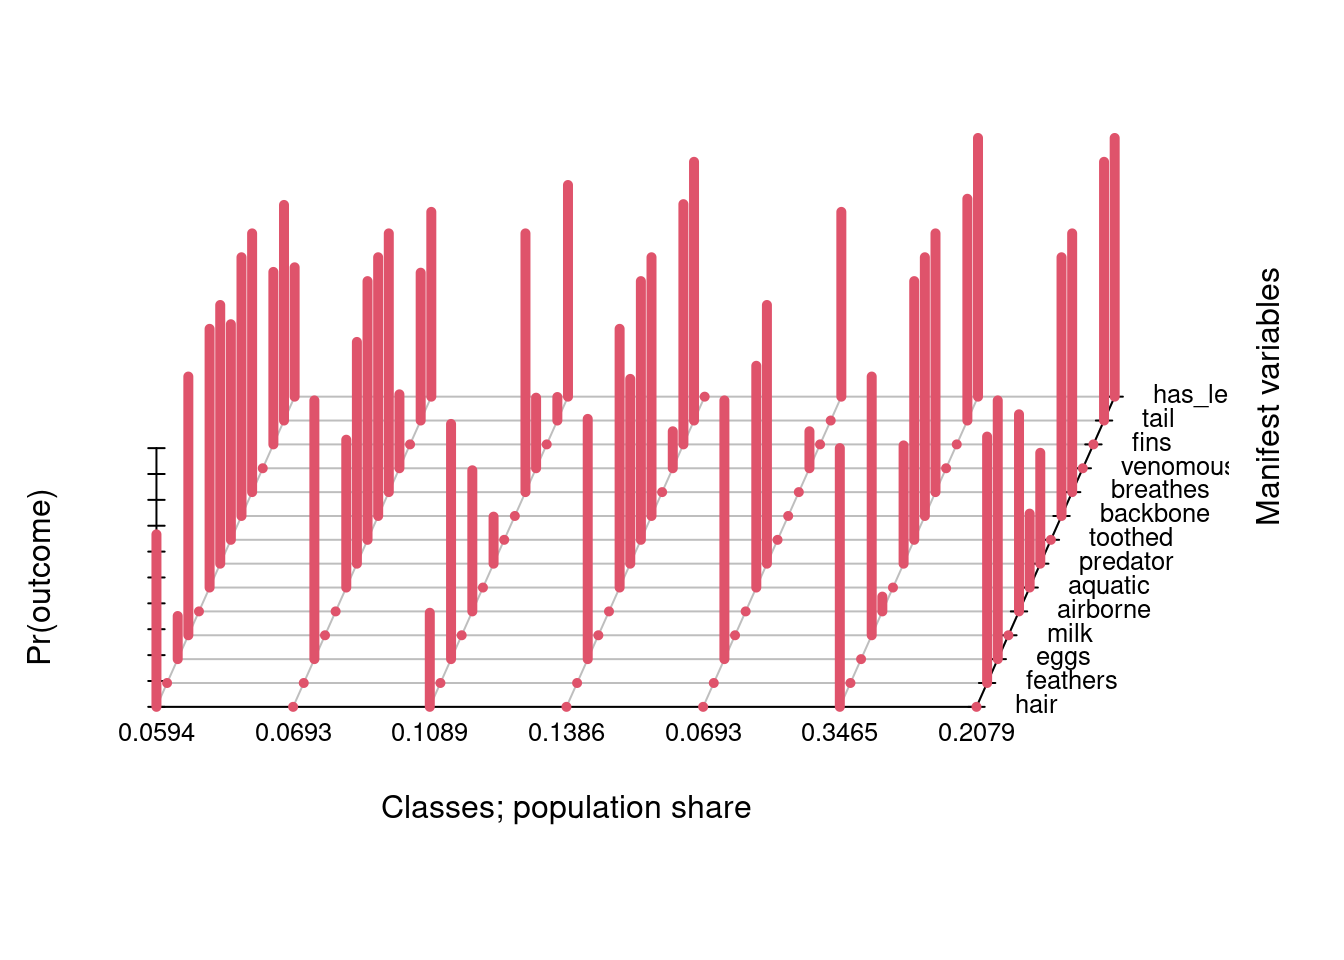 has_le
tail
fins
venomous
breathes
backbone
toothed
predator
aquatic
airborne
milk
eggs
feathers
hair
Manifest variables
Pr(outcome)
0.0594 0.0693 0.1089 0.1386 0.0693 0.3465 0.2079
Classes; population share